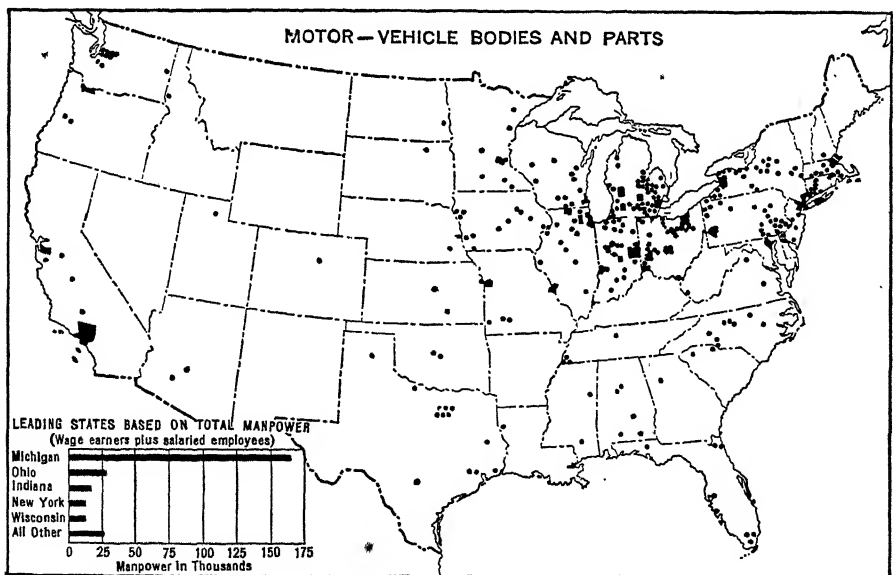 MOTOR—VEHICLE BODIES AND PARTS
LEADING STATES BASED ON TOTAL MANPOWER
(Wage earners plus salaried employees)
Michigan
Ohio
Indiana
New York
Wisconsin
All Other
0 25 50 75 100 125 150 175
Manpower in Thousands